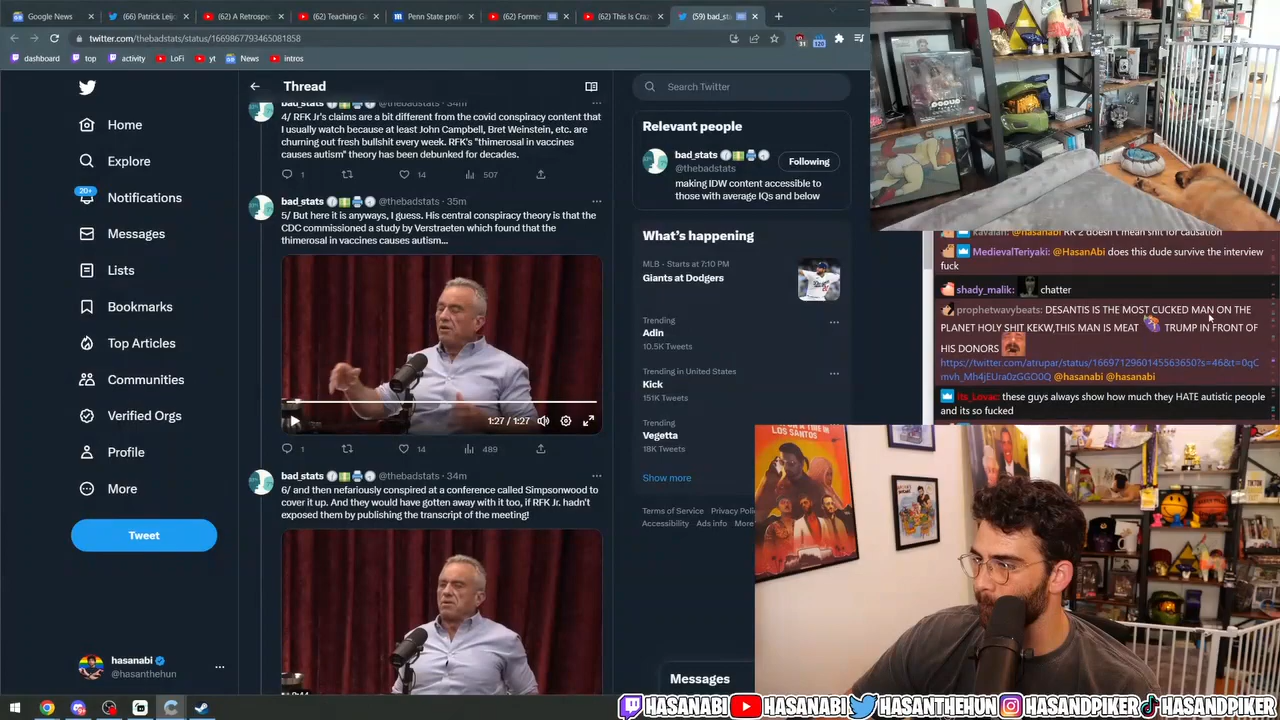 Google News
(66) Patrick Leij
(62) A Retrospe
(62) Teaching G
Penn State prof
(62) Former
(62) This Is Craz
(59) bad_st
twitter.com/thebadstats/status/1669867793465081858
dashboard
top
activity
LoFi
yt
News
intros
Home
Explore
20+
Notifications
Messages
Lists
Bookmarks
Top Articles
Communities
Verified Orgs
Profile
More
Tweet
hasanabi
@hasanthehun
Thread
bad_stats @thebadstats · 34m
4/ RFK Jr's claims are a bit different from the covid conspiracy content that
I usually watch because at least John Campbell, Bret Weinstein, etc. are
churning out fresh bullshit every week. RFK's "thimerosal in vaccines
causes autism" theory has been debunked for decades.
1 14 507
bad_stats @thebadstats · 35m
5/ But here it is anyways, I guess. His central conspiracy theory is that the
CDC commissioned a study by Verstraeten which found that the
thimerosal in vaccines causes autism...
1:27 / 1:27
1 14 489
bad_stats @thebadstats · 34m
6/ and then nefariously conspired at a conference called Simpsonwood to
cover it up. And they would have gotten away with it too, if RFK Jr. hadn't
exposed them by publishing the transcript of the meeting!
Search Twitter
Relevant people
bad_stats
@thebadstats
Following
making IDW content accessible to
those with average IQs and below
What's happening
MLB · Starts at 7:10 PM
Giants at Dodgers
Trending
Adin
10.5K Tweets
Trending in United States
Kick
151K Tweets
Trending
Vegetta
18K Tweets
Show more
Terms of Service Privacy Poli
Accessibility Ads info More
Messages
kavalan: @hasanabi RR 2 doesn't mean shit for causation
MedievalTeriyaki: @HasanAbi does this dude survive the interview
fuck
shady_malik: chatter
prophetwavybeats: DESANTIS IS THE MOST CUCKED MAN ON THE
PLANET HOLY SHIT KEKW,THIS MAN IS MEAT TRUMP IN FRONT OF
HIS DONORS
https://twitter.com/atrupar/status/1669712960145563650?s=46&t=0qC
mvh_Mh4jEUra0zGGO0Q @hasanabi @hasanabi
Its_Lovac: these guys always show how much they HATE autistic people
and its so fucked
LOS SANTOS
HASANABI
HASANABI
HASANTHEHUN
HASANDPIKER
HASANDPIKER